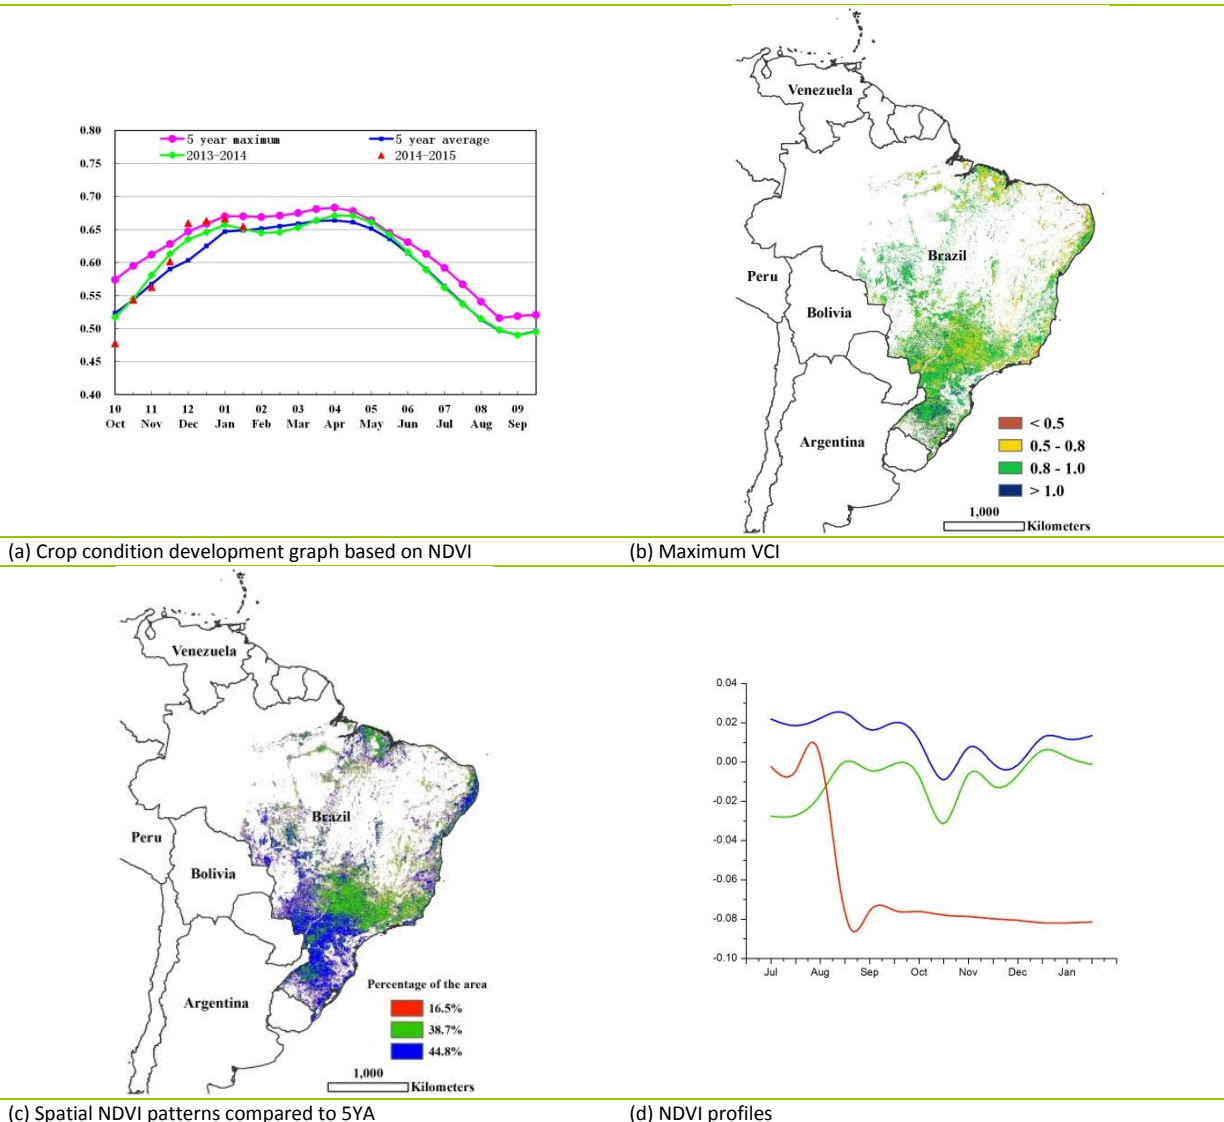 0.80
0.75
0.70
0.65
0.60
0.55
0.50
0.45
0.40
5 year maximum
5 year average
2013-2014
2014-2015
10 11 12 01 02 03 04 05 06 07 08 09
Oct Nov Dec Jan Feb Mar Apr May Jun Jul Aug Sep
Venezuela
Brazil
Peru
Bolivia
Argentina
< 0.5
0.5 - 0.8
0.8 - 1.0
> 1.0
1,000
Kilometers
(a) Crop condition development graph based on NDVI
(b) Maximum VCI
Venezuela
Brazil
Peru
Bolivia
Argentina
Percentage of the area
16.5%
38.7%
44.8%
1,000
Kilometers
0.04
0.02
0.00
-0.02
-0.04
-0.06
-0.08
-0.10
Jul Aug Sep Oct Nov Dec Jan
(c) Spatial NDVI patterns compared to 5YA
(d) NDVI profiles